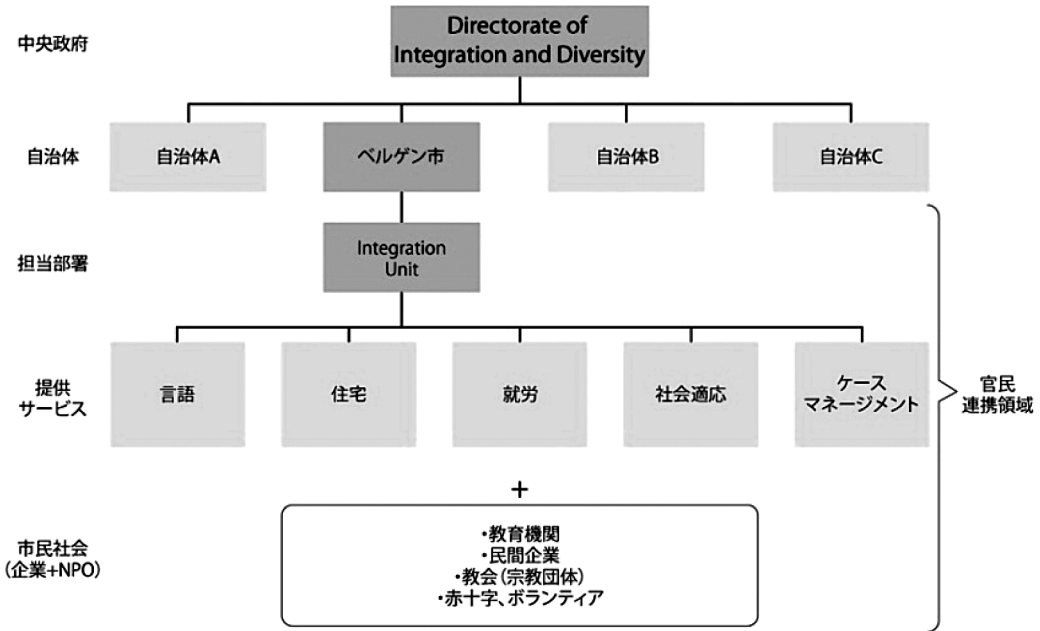 中央政府
Directorate of
Integration and Diversity
自治体
自治体A
ベルゲン市
自治体B
自治体C
担当部署
Integration
Unit
提供
サービス
言語
住宅
就労
社会適応
ケース
マネージメント
官民
連携領域
+
市民社会
(企業+NPO)
・教育機関
・民間企業
・教会(宗教団体)
・赤十字、ボランティア